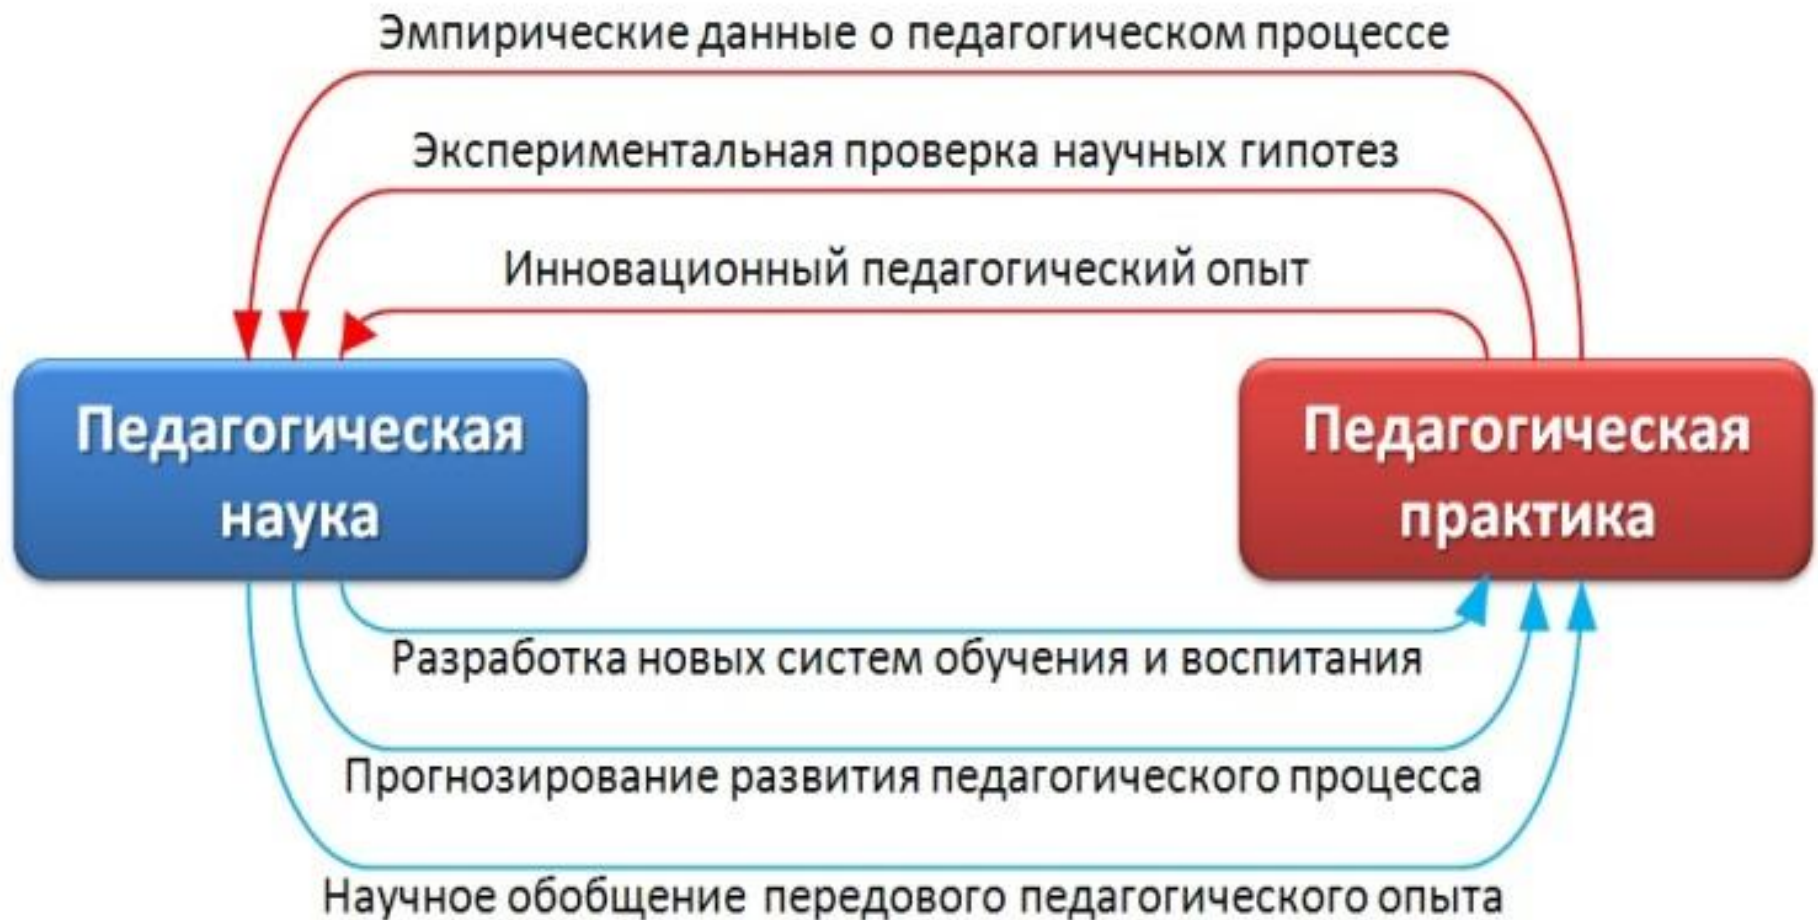 Эмпирические данные о педагогическом процессе
Экспериментальная проверка научных гипотез
Инновационный педагогический опыт
Педагогическая
наука
Педагогическая
практика
Разработка новых систем обучения и воспитания
Прогнозирование развития педагогического процесса
Научное обобщение передового педагогического опыта